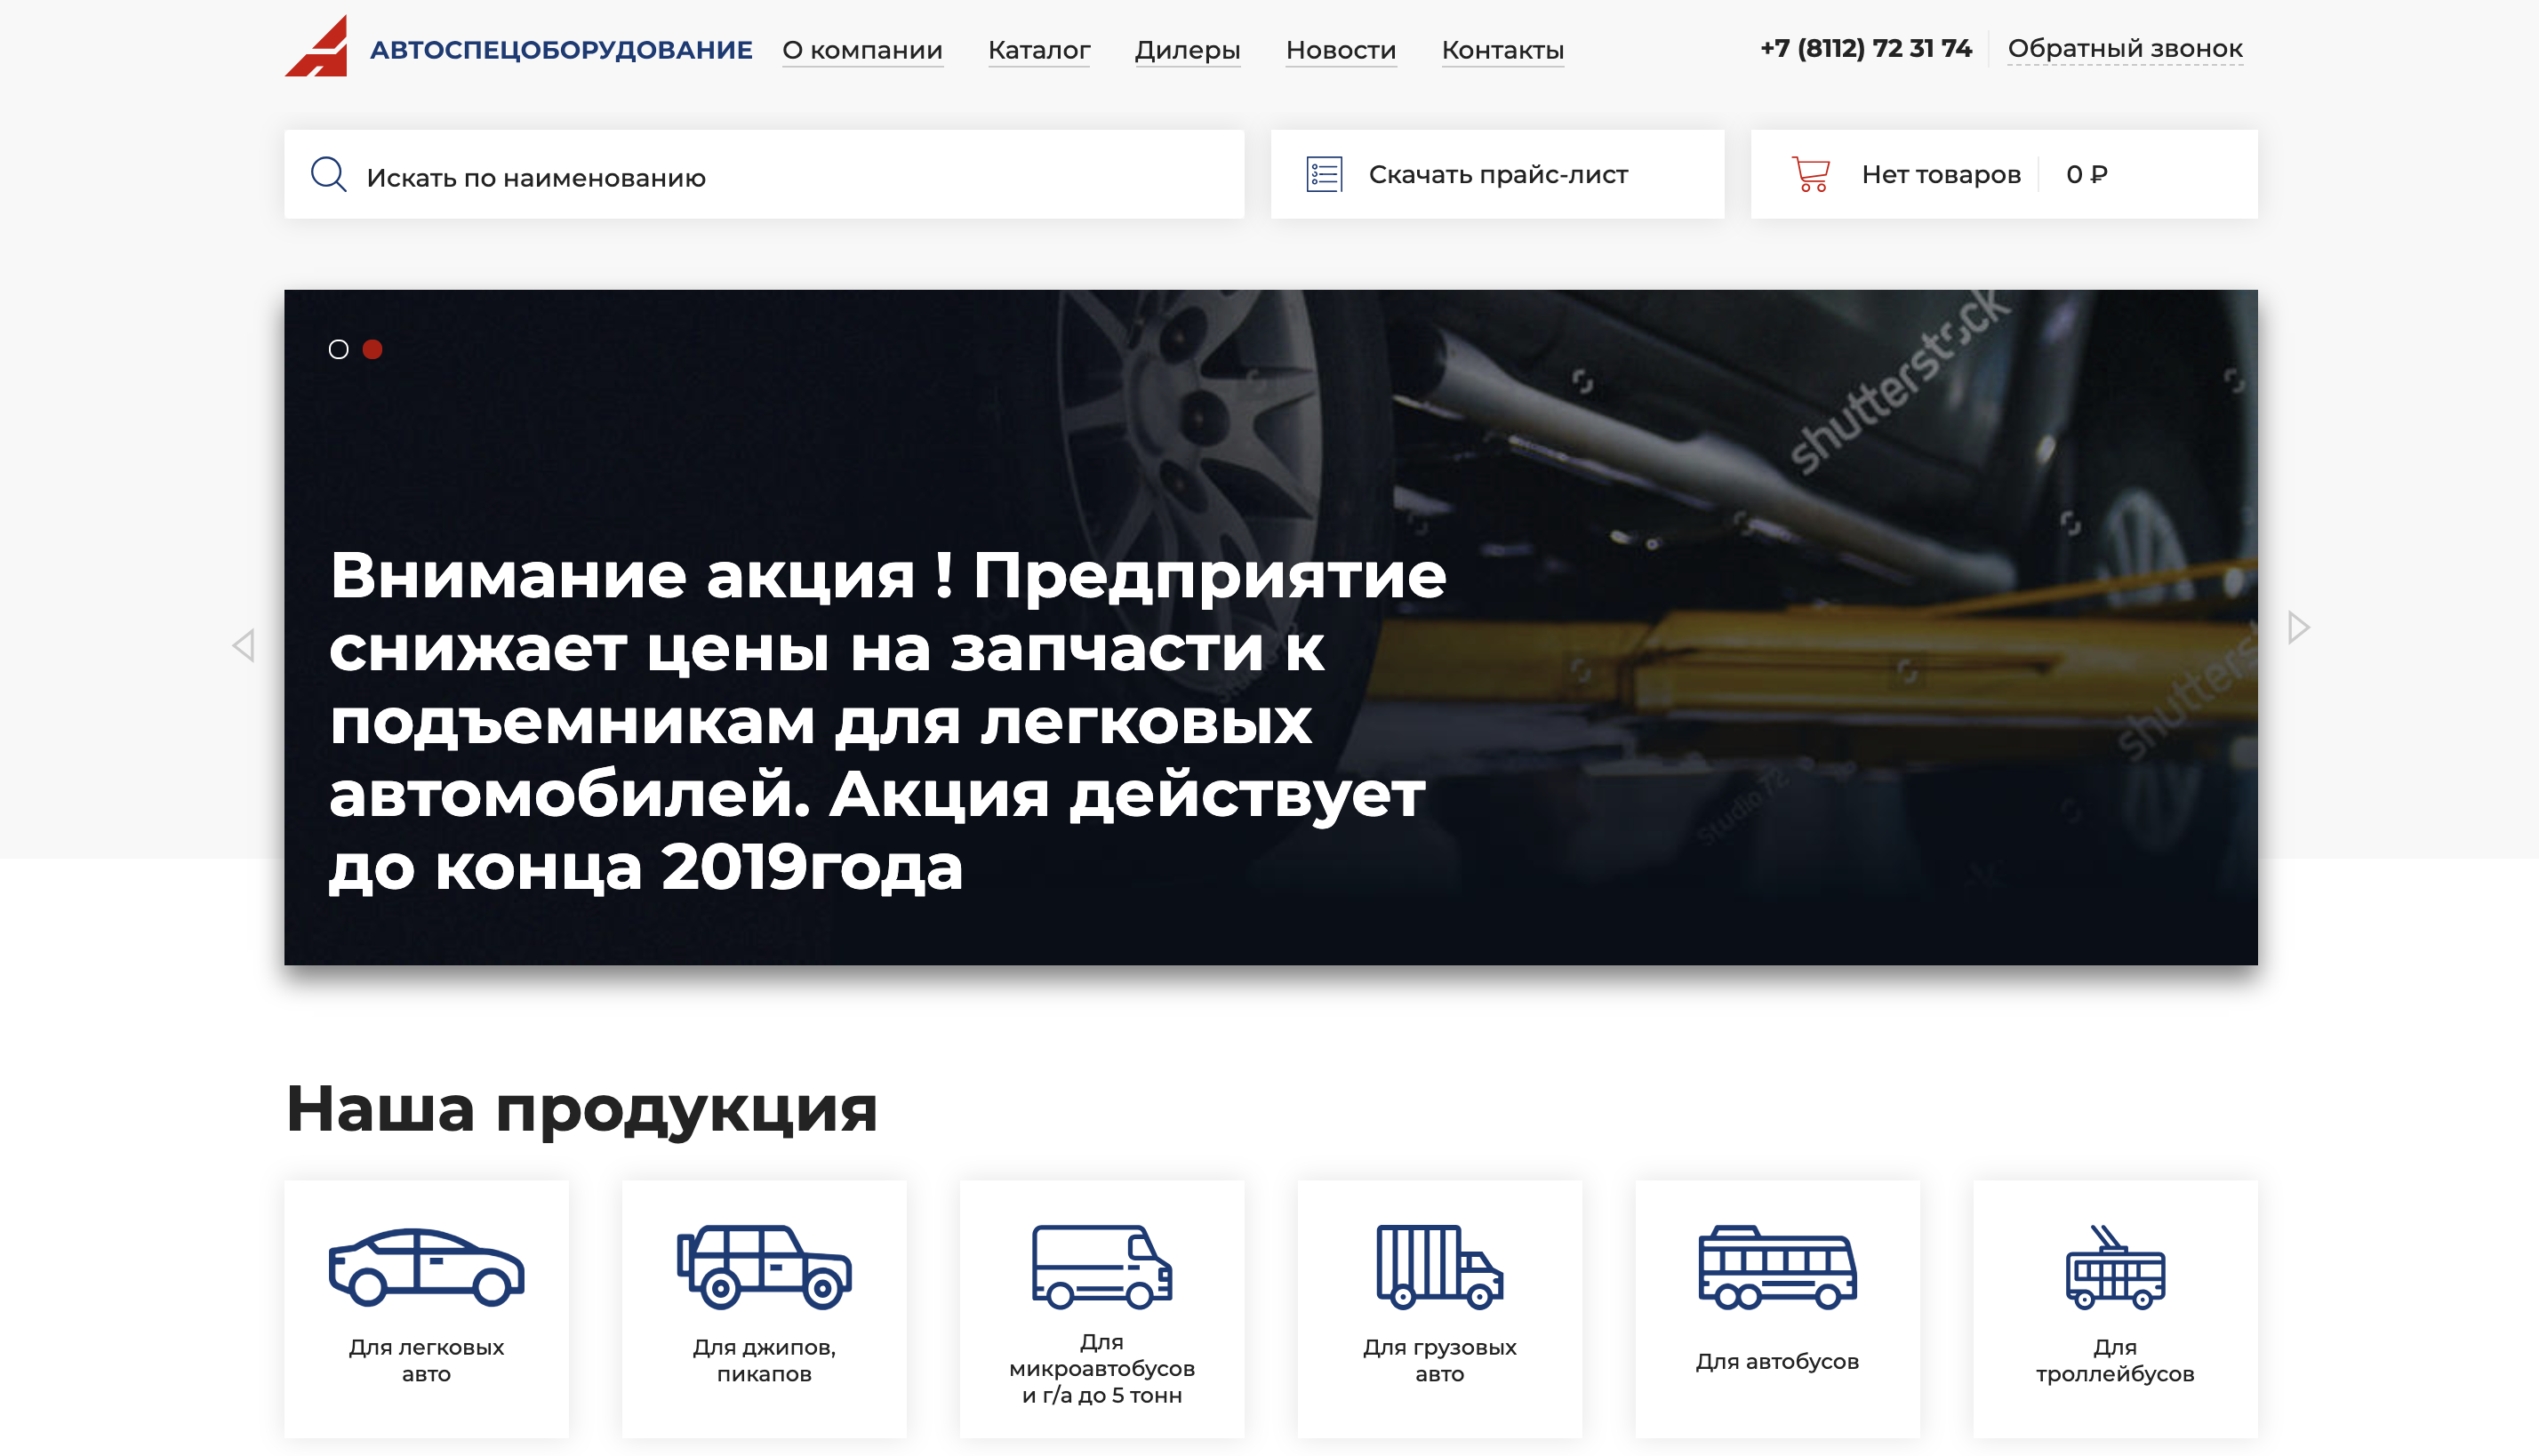 АВТОСПЕЦОБОРУДОВАНИЕ О компании Каталог Дилеры Новости Контакты +7 (8112) 72 31 74 Обратный звонок
Искать по наименованию Скачать прайс-лист Нет товаров 0 ₽
shutterstock
Внимание акция ! Предприятие
снижает цены на запчасти к
подъемникам для легковых
автомобилей. Акция действует
до конца 2019года
shutters
Studio 72
Наша продукция
Для легковых
авто
Для джипов,
пикапов
Для
микроавтобусов
и г/а до 5 тонн
Для грузовых
авто
Для автобусов
Для
троллейбусов